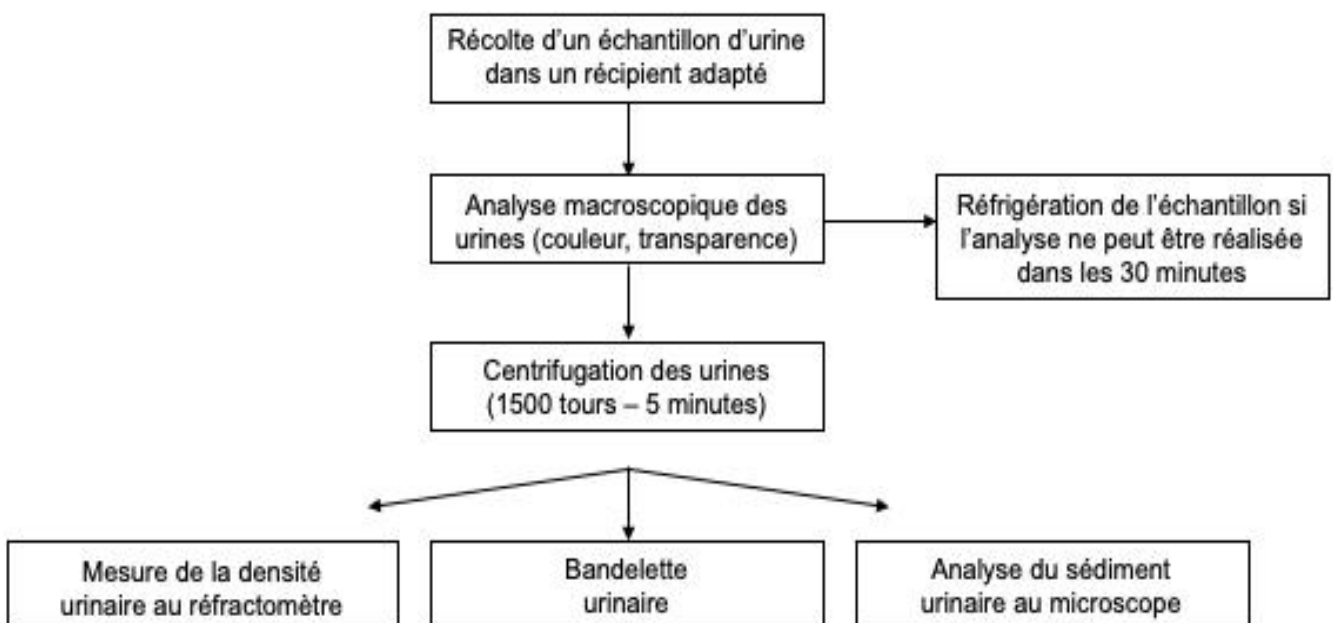 Récolte d'un échantillon d'urine
dans un récipient adapté
Analyse macroscopique des
urines (couleur, transparence)
Réfrigération de l'échantillon si
l'analyse ne peut être réalisée
dans les 30 minutes
Centrifugation des urines
(1500 tours – 5 minutes)
Mesure de la densité
urinaire au réfractomètre
Bandelette
urinaire
Analyse du sédiment
urinaire au microscope